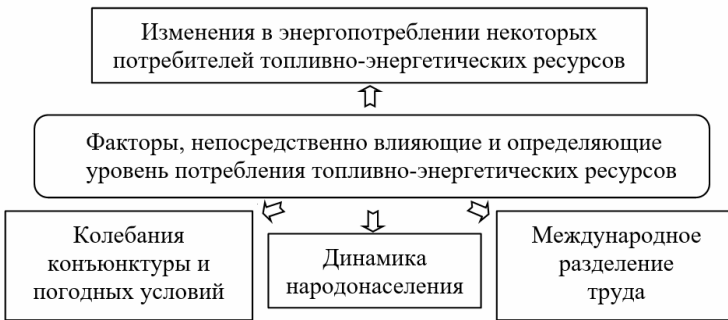 Изменения в энергопотреблении некоторых
потребителей топливно-энергетических ресурсов
Факторы, непосредственно влияющие и определяющие
уровень потребления топливно-энергетических ресурсов
Колебания
конъюнктуры и
погодных условий
Динамика
народонаселения
Международное
разделение
труда